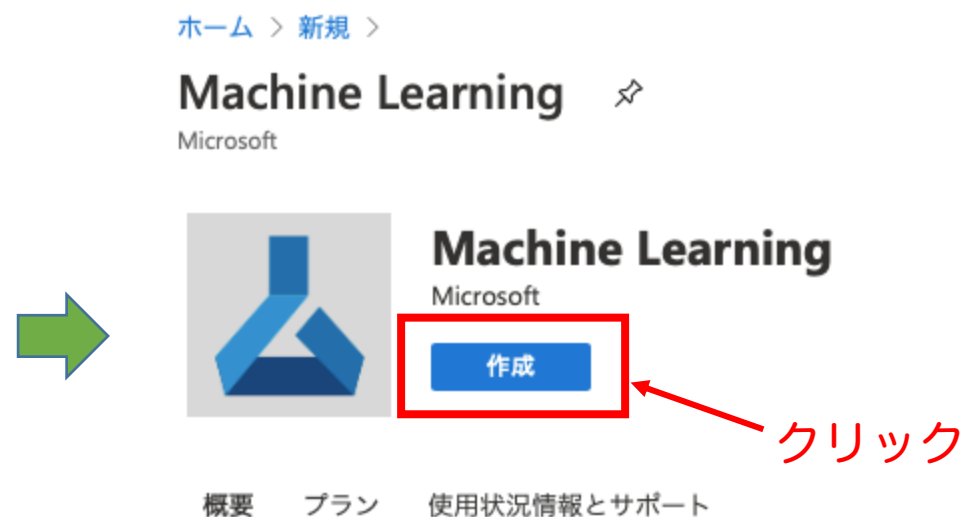 ホーム > 新規 >
Machine Learning
Microsoft
Machine Learning
Microsoft
作成
クリック
概要 プラン 使用状況情報とサポート